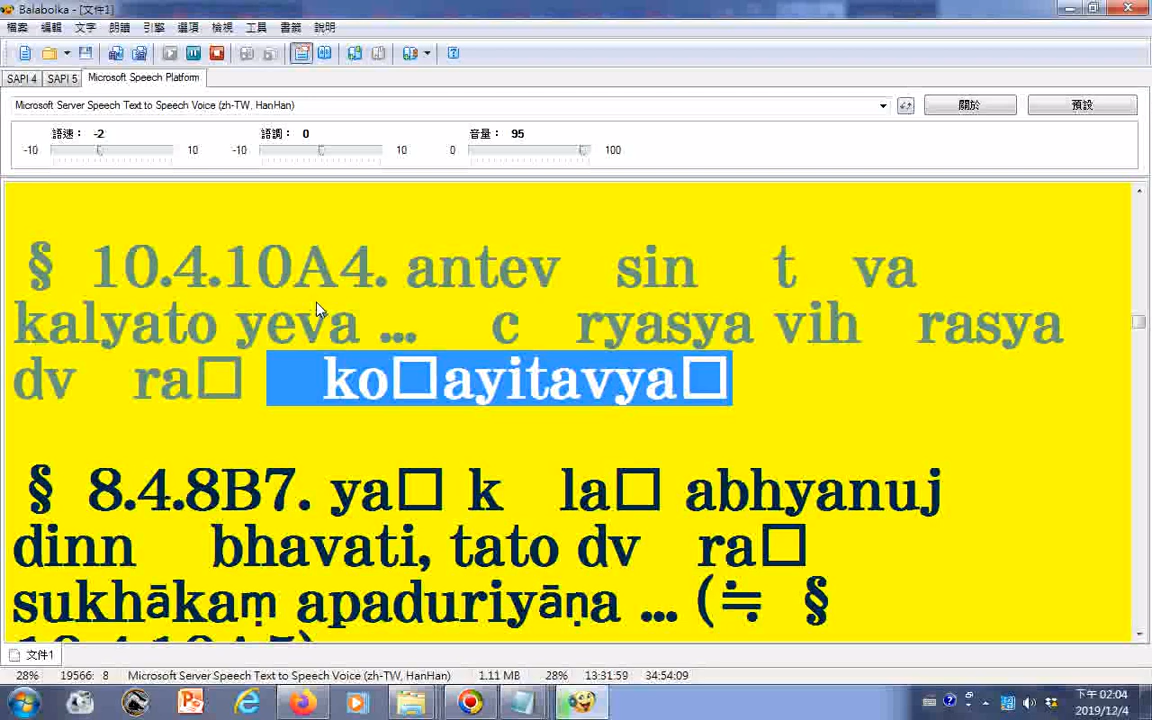 Balabolka - [文件1]
檔案 編輯 文字 朗讀 引擎 選項 檢視 工具 書籤 說明
SAPI 4 SAPI 5 Microsoft Speech Platform
Microsoft Server Speech Text to Speech Voice (zh-TW, HanHan) 關於 預設
語速： -2 語調： 0 音量： 95
-10 10 -10 10 0 100
§ 10.4.10A4. antev sin t va
kalyato yeva ... c ryasya vih rasya
dv ra□ ko□ayitavya□
§ 8.4.8B7. ya□ k la□ abhyanuj
dinn bhavati, tato dv ra□
sukhākaṃ apaduriyāṇa ... (≒ §
10.4.10A5)
文件1
28% 19566: 8 Microsoft Server Speech Text to Speech Voice (zh-TW, HanHan) 1.11 MB 28% 13:31:59 34:54:09
下午 02:04
2019/12/4